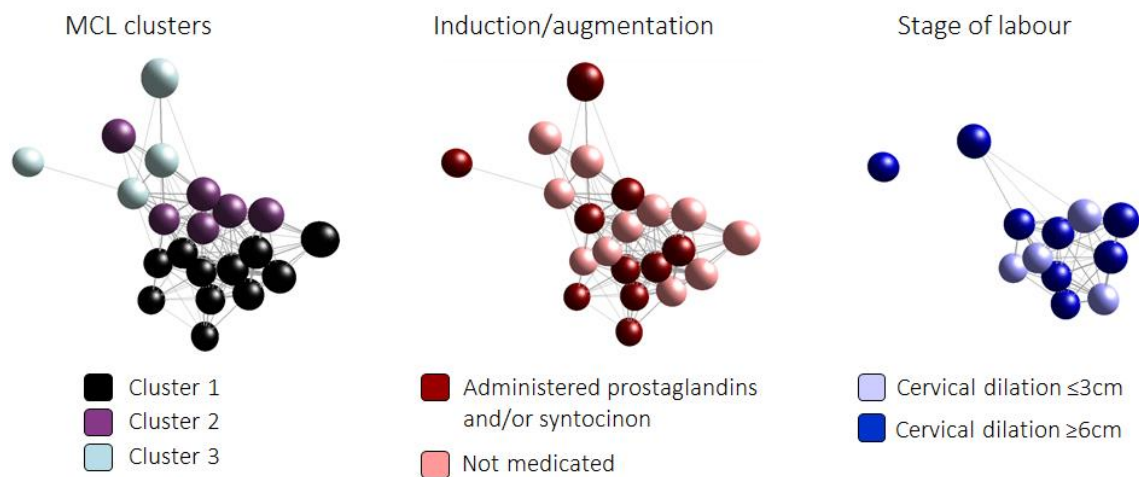 MCL clusters
Induction/augmentation
Stage of labour
Cluster 1
Cluster 2
Cluster 3
Administered prostaglandins
and/or syntocinon
Not medicated
Cervical dilation ≤3cm
Cervical dilation ≥6cm